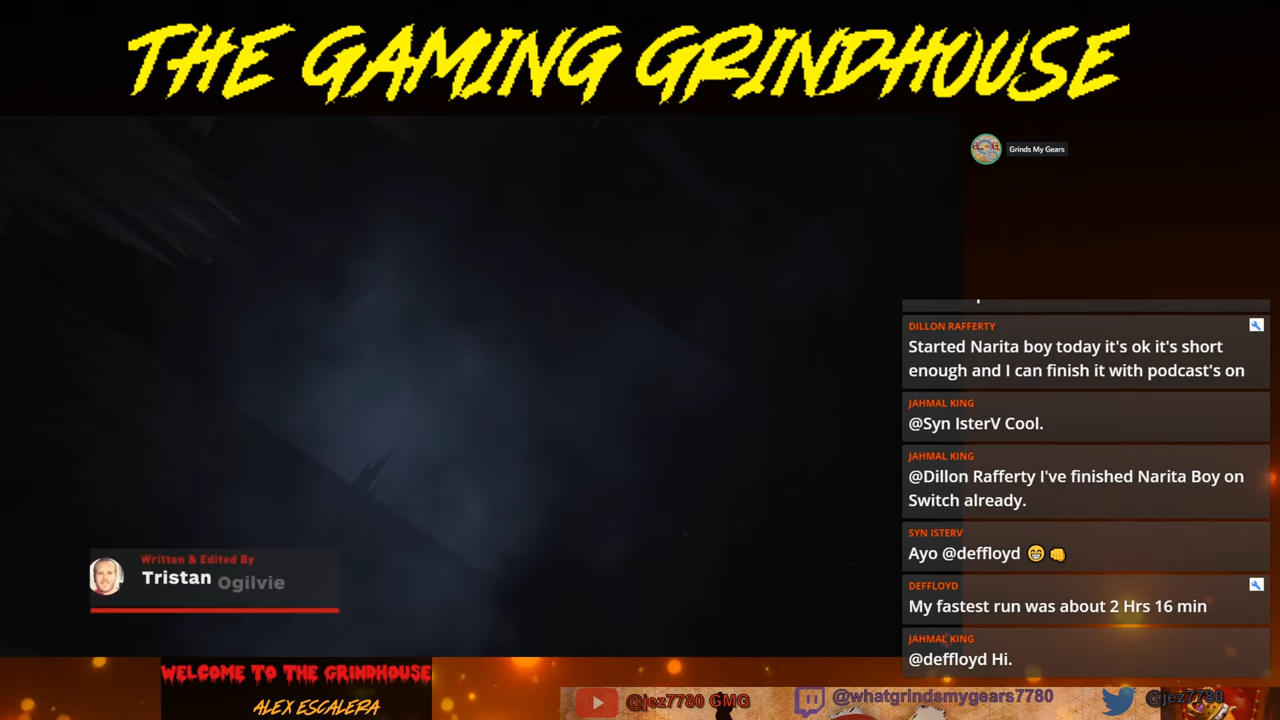 THE GAMING GRINDHOUSE
Grinds My Gears
DILLON RAFFERTY
Started Narita boy today it's ok it's short
enough and I can finish it with podcast's on
JAHMAL KING
@Syn IsterV Cool.
JAHMAL KING
@Dillon Rafferty I've finished Narita Boy on
Switch already.
SYN ISTERV
Ayo @deffloyd 😁👊
DEFFLOYD
My fastest run was about 2 Hrs 16 min
JAHMAL KING
@deffloyd Hi.
Written & Edited By
Tristan Ogilvie
WELCOME TO THE GRINDHOUSE
ALEX ESCALERA
@jez7780 GMG
@whatgrindsmygears7780
@jez7780